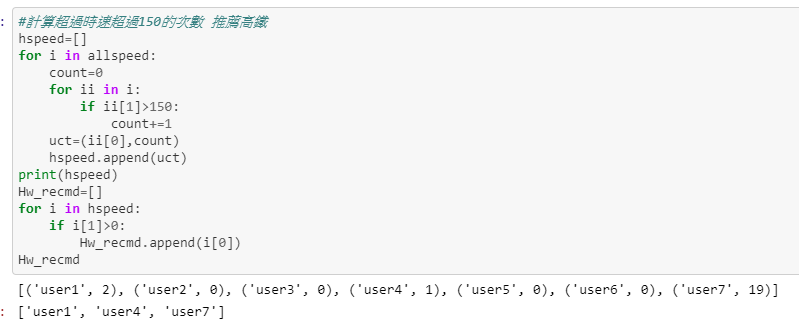 : #計算超過時速超過150的次數 推薦高鐵
hspeed=[]
for i in allspeed:
    count=0
    for ii in i:
        if ii[1]>150:
            count+=1
    uct=(ii[0],count)
    hspeed.append(uct)
print(hspeed)
Hw_recmd=[]
for i in hspeed:
    if i[1]>0:
        Hw_recmd.append(i[0])
Hw_recmd
[('user1', 2), ('user2', 0), ('user3', 0), ('user4', 1), ('user5', 0), ('user6', 0), ('user7', 19)]
: ['user1', 'user4', 'user7']